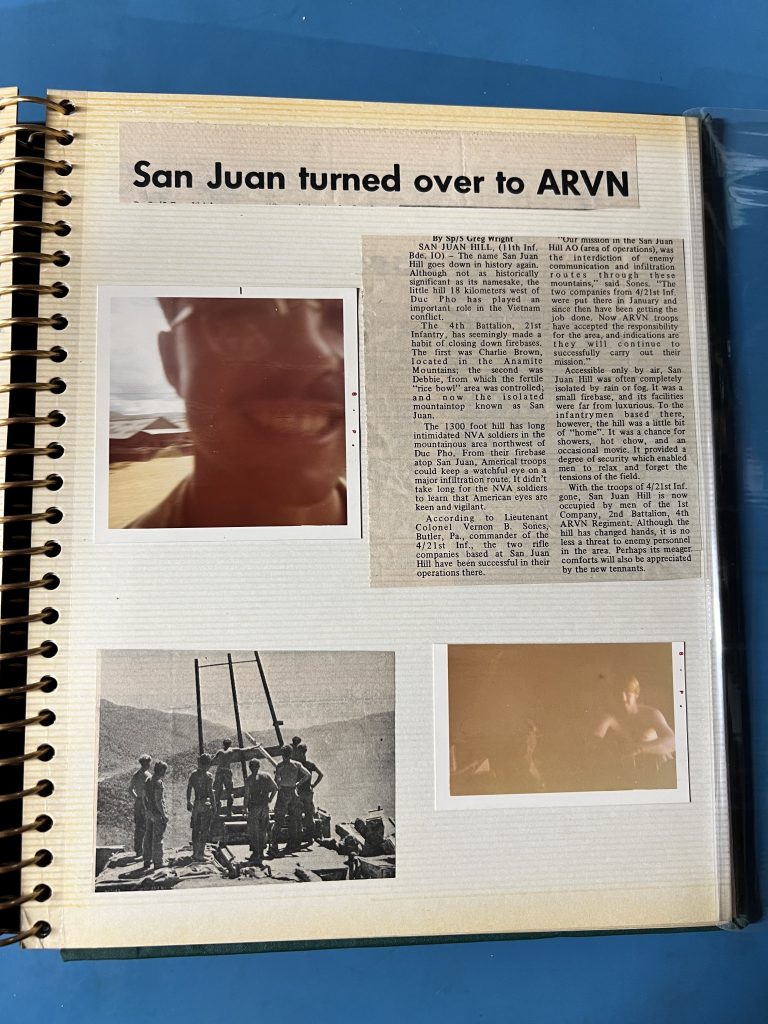 San Juan turned over to ARVN
By Sp/5 Greg Wright
SAN JUAN HILL, (11th Inf.
Bde. IO) – The name San Juan
Hill goes down in history again.
Although not as historically
significant as its namesake, the
little hill 18 kilometers west of
Duc Pho has played an
important role in the Vietnam
conflict.
The 4th Battalion, 21st
Infantry, has seemingly made a
habit of closing down firebases.
The first was Charlie Brown,
located in the Anamite
Mountains; the second was
Debbie, from which the fertile
"rice bowl" area was controlled;
and now the isolated
mountaintop known as San
Juan.
The 1300 foot hill has long
intimidated NVA soldiers in the
mountainous area northwest of
Duc Pho. From their firebase
atop San Juan, Americal troops
could keep a watchful eye on a
major infiltration route. It didn't
take long for the NVA soldiers
to learn that American eyes are
keen and vigilant.
According to Lieutenant
Colonel Vernon B. Sones,
Butler, Pa., commander of the
4/21st Inf., the two rifle
companies based at San Juan
Hill have been successful in their
operations there.
"Our mission in the San Juan
Hill AO (area of operations), was
the interdiction of enemy
communication and infiltration
routes through these
mountains," said Sones. "The
two companies from 4/21st Inf.
were put there in January and
since then have been getting the
job done. Now ARVN troops
have accepted the responsibility
for the area, and indications are
they will continue to
successfully carry out their
mission."
Accessible only by air, San
Juan Hill was often completely
isolated by rain or fog. It was a
small firebase, and its facilities
were far from luxurious. To the
infantrymen based there,
however, the hill was a little bit
of "home". It was a chance for
showers, hot chow, and an
occasional movie. It provided a
degree of security which enabled
men to relax and forget the
tensions of the field.
With the troops of 4/21st Inf.
gone, San Juan Hill is now
occupied by men of the 1st
Company, 2nd Battalion, 4th
ARVN Regiment. Although the
hill has changed hands, it is no
less a threat to enemy personnel
in the area. Perhaps its meager
comforts will also be appreciated
by the new tennants.